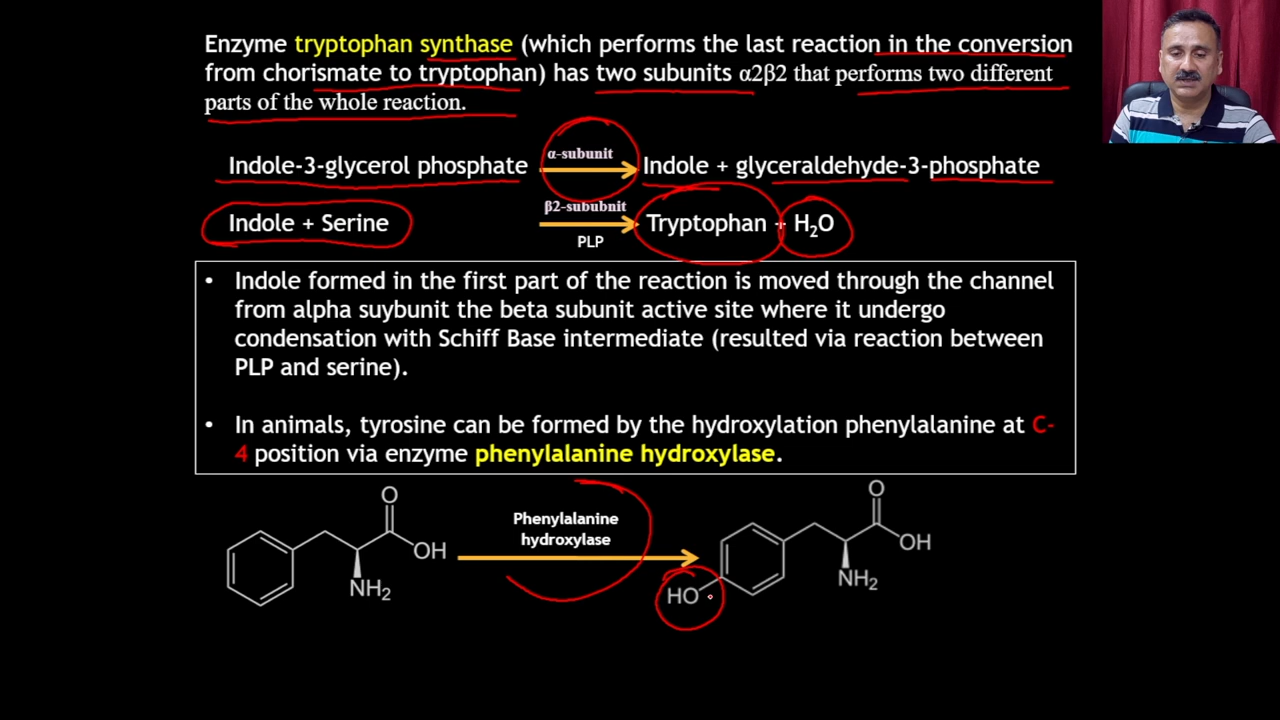 Enzyme tryptophan synthase (which performs the last reaction in the conversion
from chorismate to tryptophan) has two subunits α2β2 that performs two different
parts of the whole reaction.
Indole-3-glycerol phosphate α-subunit Indole + glyceraldehyde-3-phosphate
Indole + Serine β2-sububnit PLP Tryptophan + H₂O
• Indole formed in the first part of the reaction is moved through the channel
from alpha suybunit the beta subunit active site where it undergo
condensation with Schiff Base intermediate (resulted via reaction between
PLP and serine).
• In animals, tyrosine can be formed by the hydroxylation phenylalanine at C-
4 position via enzyme phenylalanine hydroxylase.
O
OH
NH₂
Phenylalanine
hydroxylase
O
OH
NH₂
HO